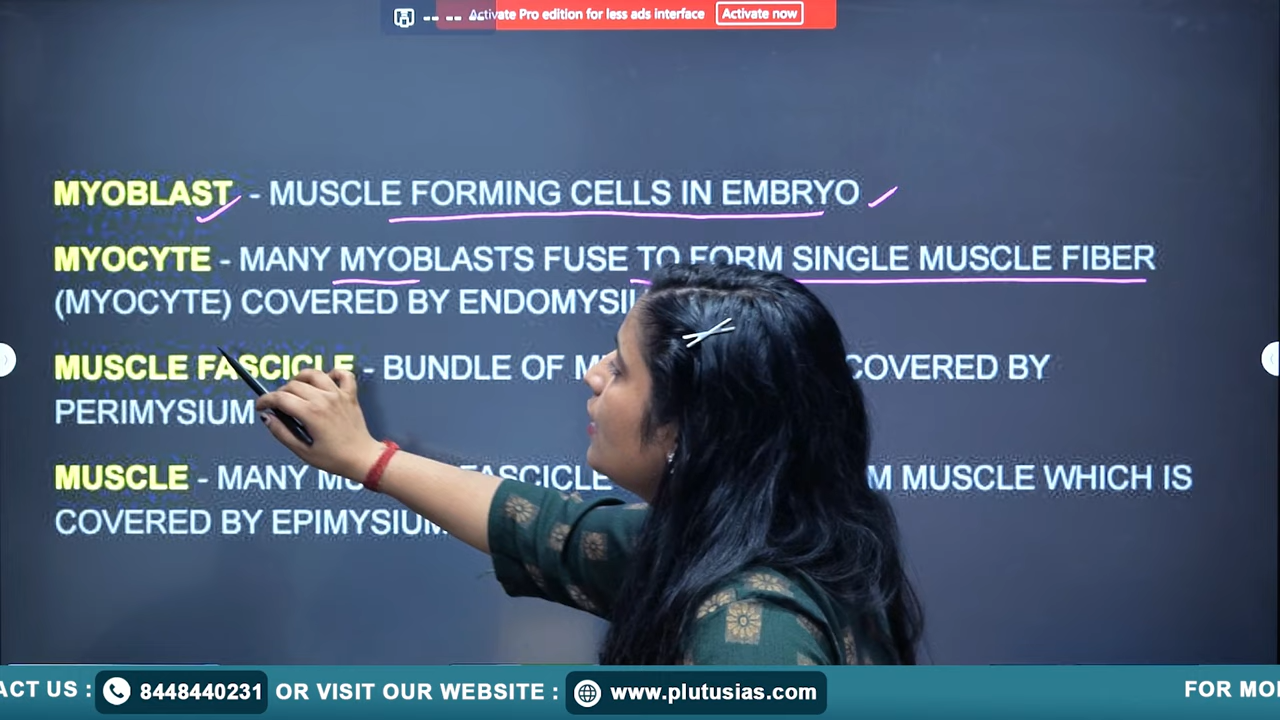 Activate Pro edition for less ads interface Activate now
MYOBLAST - MUSCLE FORMING CELLS IN EMBRYO
MYOCYTE - MANY MYOBLASTS FUSE TO FORM SINGLE MUSCLE FIBER
(MYOCYTE) COVERED BY
MUSCLE FASCICLE - BUNDLE OF COVERED BY
PERIMYSIUM
MUSCLE - MANY FASCICLE MUSCLE WHICH IS
COVERED BY EPIMYSIUM
ACT US : 8448440231 OR VISIT OUR WEBSITE : www.plutusias.com FOR